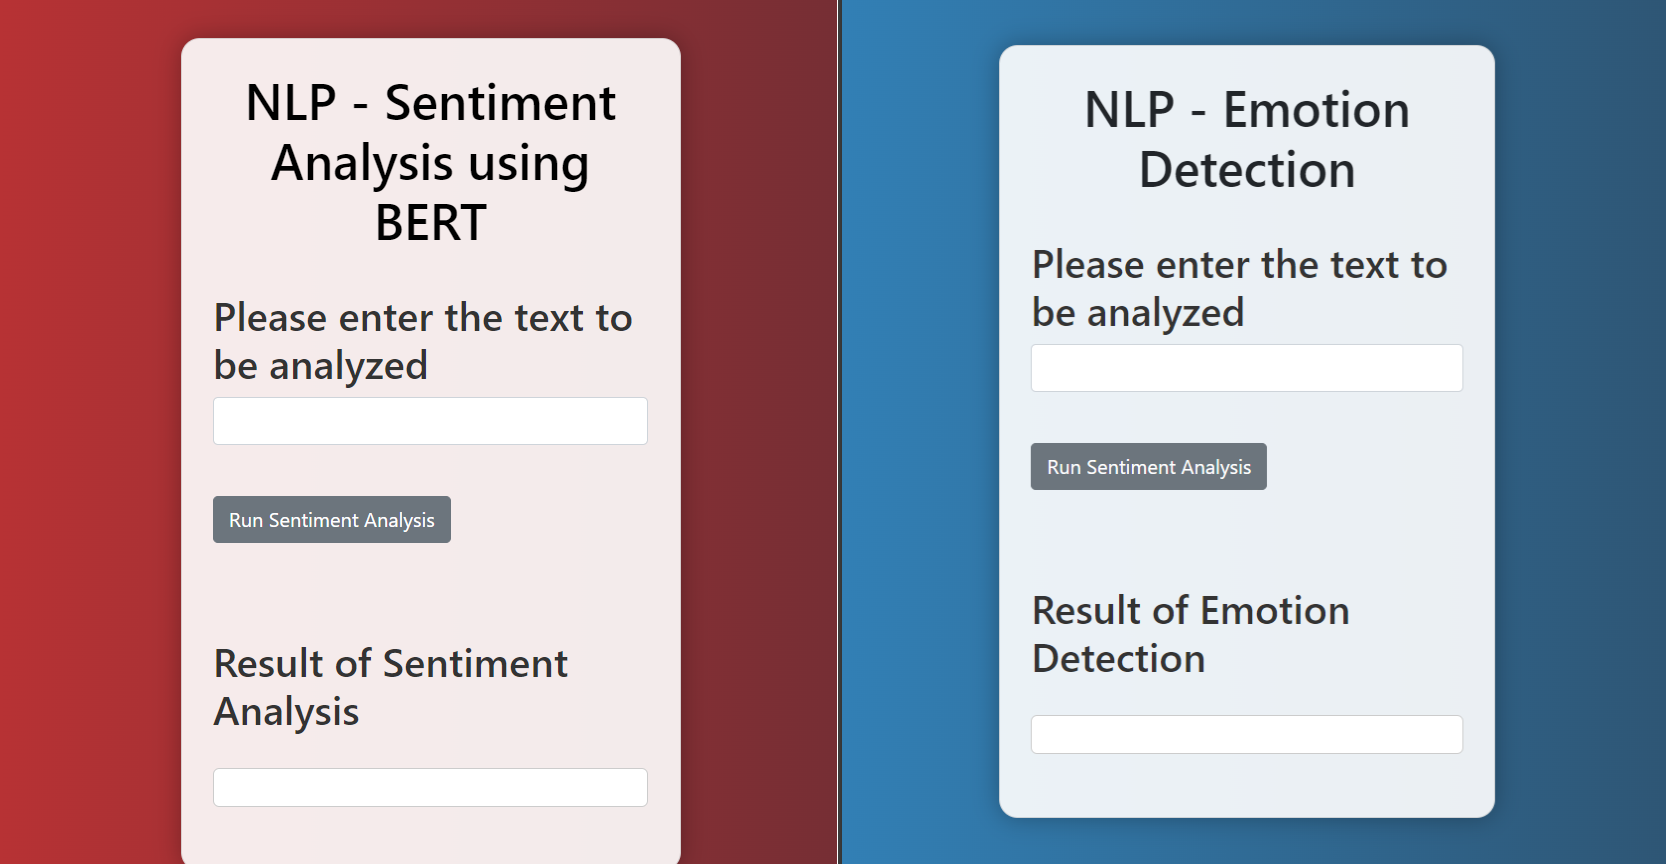 NLP - Sentiment
Analysis using
BERT
Please enter the text to
be analyzed
Run Sentiment Analysis
Result of Sentiment
Analysis
NLP - Emotion
Detection
Please enter the text to
be analyzed
Run Sentiment Analysis
Result of Emotion
Detection